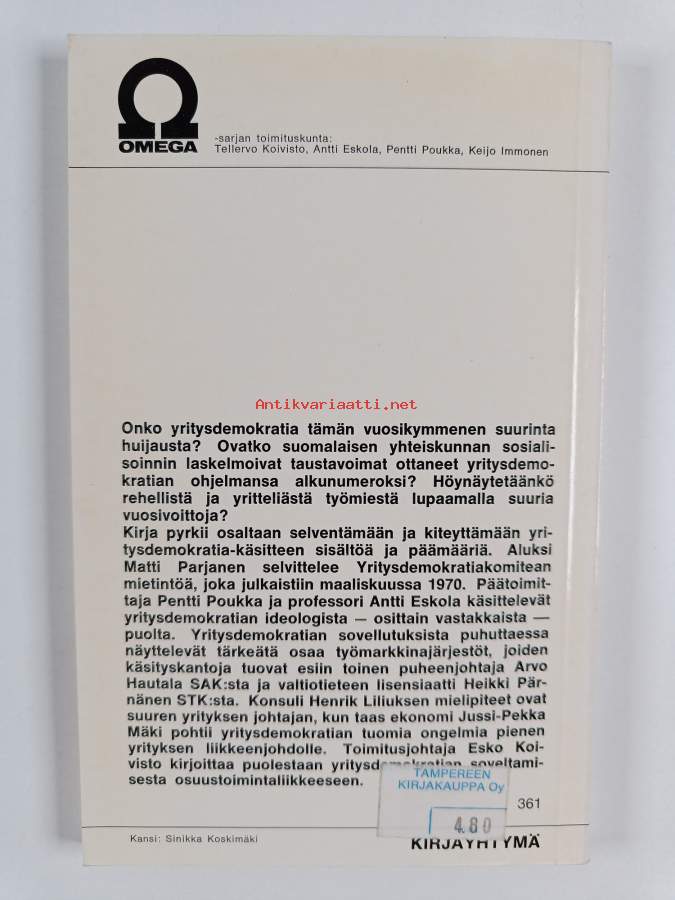 Ω
OMEGA
-sarjan toimituskunta:
Tellervo Koivisto, Antti Eskola, Pentti Poukka, Keijo Immonen
Antikvariaatti.net
Onko yritysdemokratia tämän vuosikymmenen suurinta
huijausta? Ovatko suomalaisen yhteiskunnan sosiali-
soinnin laskelmoivat taustavoimat ottaneet yritysdemo-
kratian ohjelmansa alkunumeroksi? Höynäytetäänkö
rehellistä ja yritteliästä työmiestä lupaamalla suuria
vuosivoittoja?
Kirja pyrkii osaltaan selventämään ja kiteyttämään yri-
tysdemokratia-käsitteen sisältöä ja päämääriä. Aluksi
Matti Parjanen selvittelee Yritysdemokratiakomitean
mietintöä, joka julkaistiin maaliskuussa 1970. Päätoimit-
taja Pentti Poukka ja professori Antti Eskola käsittelevät
yritysdemokratian ideologista — osittain vastakkaista —
puolta. Yritysdemokratian sovellutuksista puhuttaessa
näyttelevät tärkeätä osaa työmarkkinajärjestöt, joiden
käsityskantoja tuovat esiin toinen puheenjohtaja Arvo
Hautala SAK:sta ja valtiotieteen lisensiaatti Heikki Pär-
nänen STK:sta. Konsuli Henrik Liliuksen mielipiteet ovat
suuren yrityksen johtajan, kun taas ekonomi Jussi-Pekka
Mäki pohtii yritysdemokratian tuomia ongelmia pienen
yrityksen liikkeenjohdolle. Toimitusjohtaja Esko Koi-
visto kirjoittaa puolestaan yritysdemokratian soveltami-
sesta osuustoimintaliikkeeseen.
TAMPEREEN
KIRJAKAUPPA Oy
4.80
361
Kansi: Sinikka Koskimäki
KIRJAYHTYMÄ